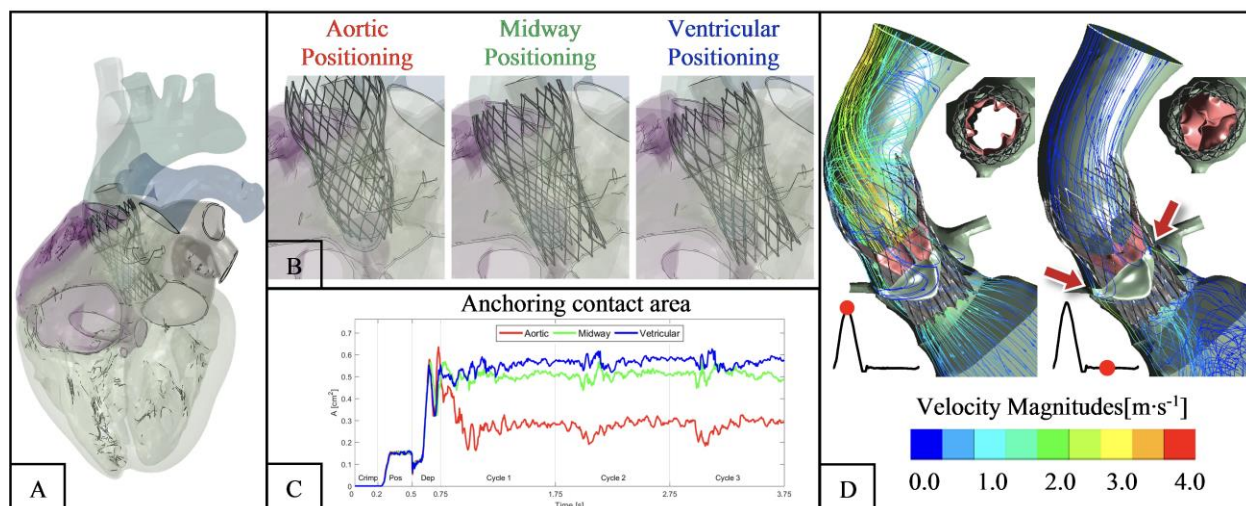 A
Aortic
Positioning
Midway
Positioning
Ventricular
Positioning
B
Anchoring contact area
Aortic Midway Vetricular
A [cm²]
0.7
0.6
0.5
0.4
0.3
0.2
0.1
0
Crimp Pos Dep Cycle 1 Cycle 2 Cycle 3
0 0.2 0.5 0.75 1.75 2.75 3.75
Time [s]
C
Velocity Magnitudes[m·s⁻¹]
0.0 1.0 2.0 3.0 4.0
D